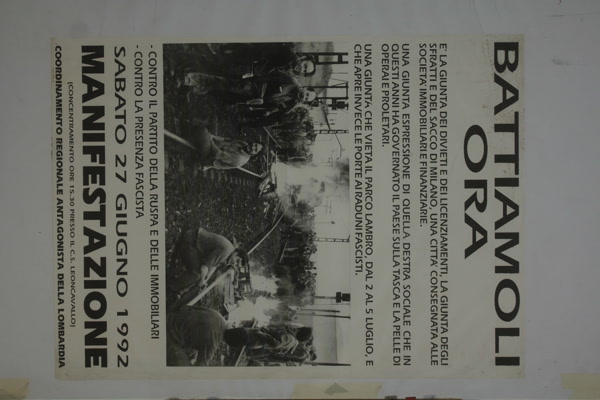 BATTIAMOLI
ORA
E' LA GIUNTA DEI DIVIETI E DEI LICENZIAMENTI, LA GIUNTA DEGLI
SFRATTI E DEL SACCO DI MILANO, UNA CITTA' CONSEGNATA ALLE
SOCIETA' IMMOBILIARI E FINANZIARIE.
UNA GIUNTA ESPRESSIONE DI QUELLA DESTRA SOCIALE CHE IN
QUESTI ANNI HA GOVERNATO IL PAESE SULLA TASCA E LA PELLE DI
OPERAI E PROLETARI.
UNA GIUNTA CHE VIETA IL PARCO LAMBRO, DAL 2 AL 5 LUGLIO, E
CHE APRE INVECE LE PORTE AI RADUNI FASCISTI.
- CONTRO IL PARTITO DELLA RUSPA E DELLE IMMOBILIARI
- CONTRO LA PRESENZA FASCISTA
SABATO 27 GIUGNO 1992
MANIFESTAZIONE
(CONCENTRAMENTO ORE 15.30 PRESSO IL C.S. LEONCAVALLO)
COORDINAMENTO REGIONALE ANTAGONISTA DELLA LOMBARDIA